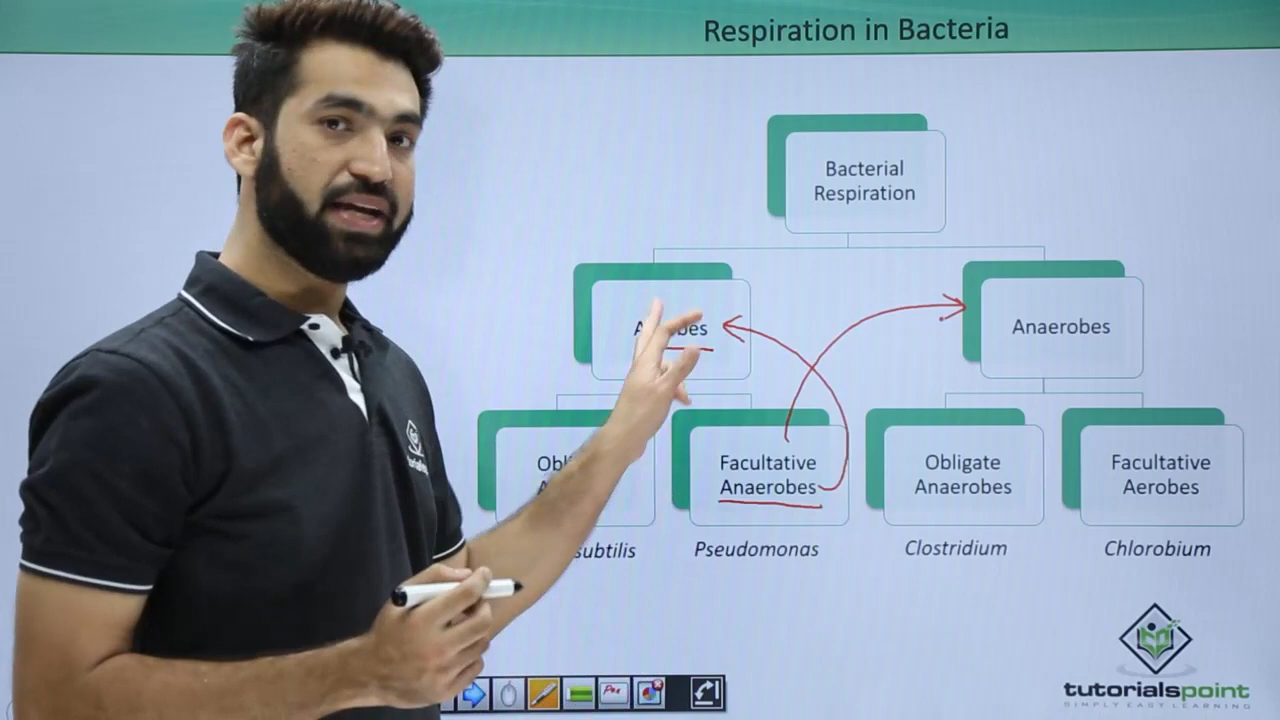 Respiration in Bacteria
Bacterial
Respiration
Anaerobes
Facultative
Anaerobes
Obligate
Anaerobes
Facultative
Aerobes
subtilis
Pseudomonas
Clostridium
Chlorobium
Pen
tutorialspoint
SIMPLY EASY LEARNING